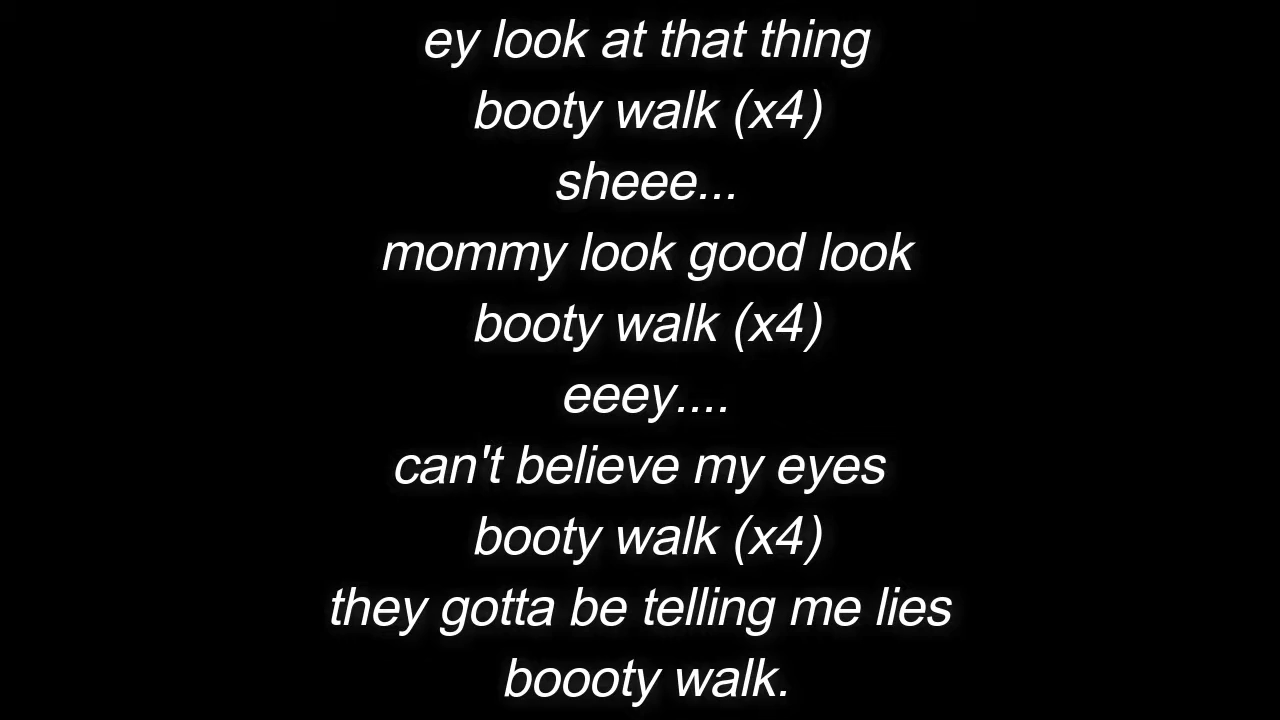 ey look at that thing
booty walk (x4)
sheee...
mommy look good look
booty walk (x4)
eeey....
can't believe my eyes
booty walk (x4)
they gotta be telling me lies
boooty walk.